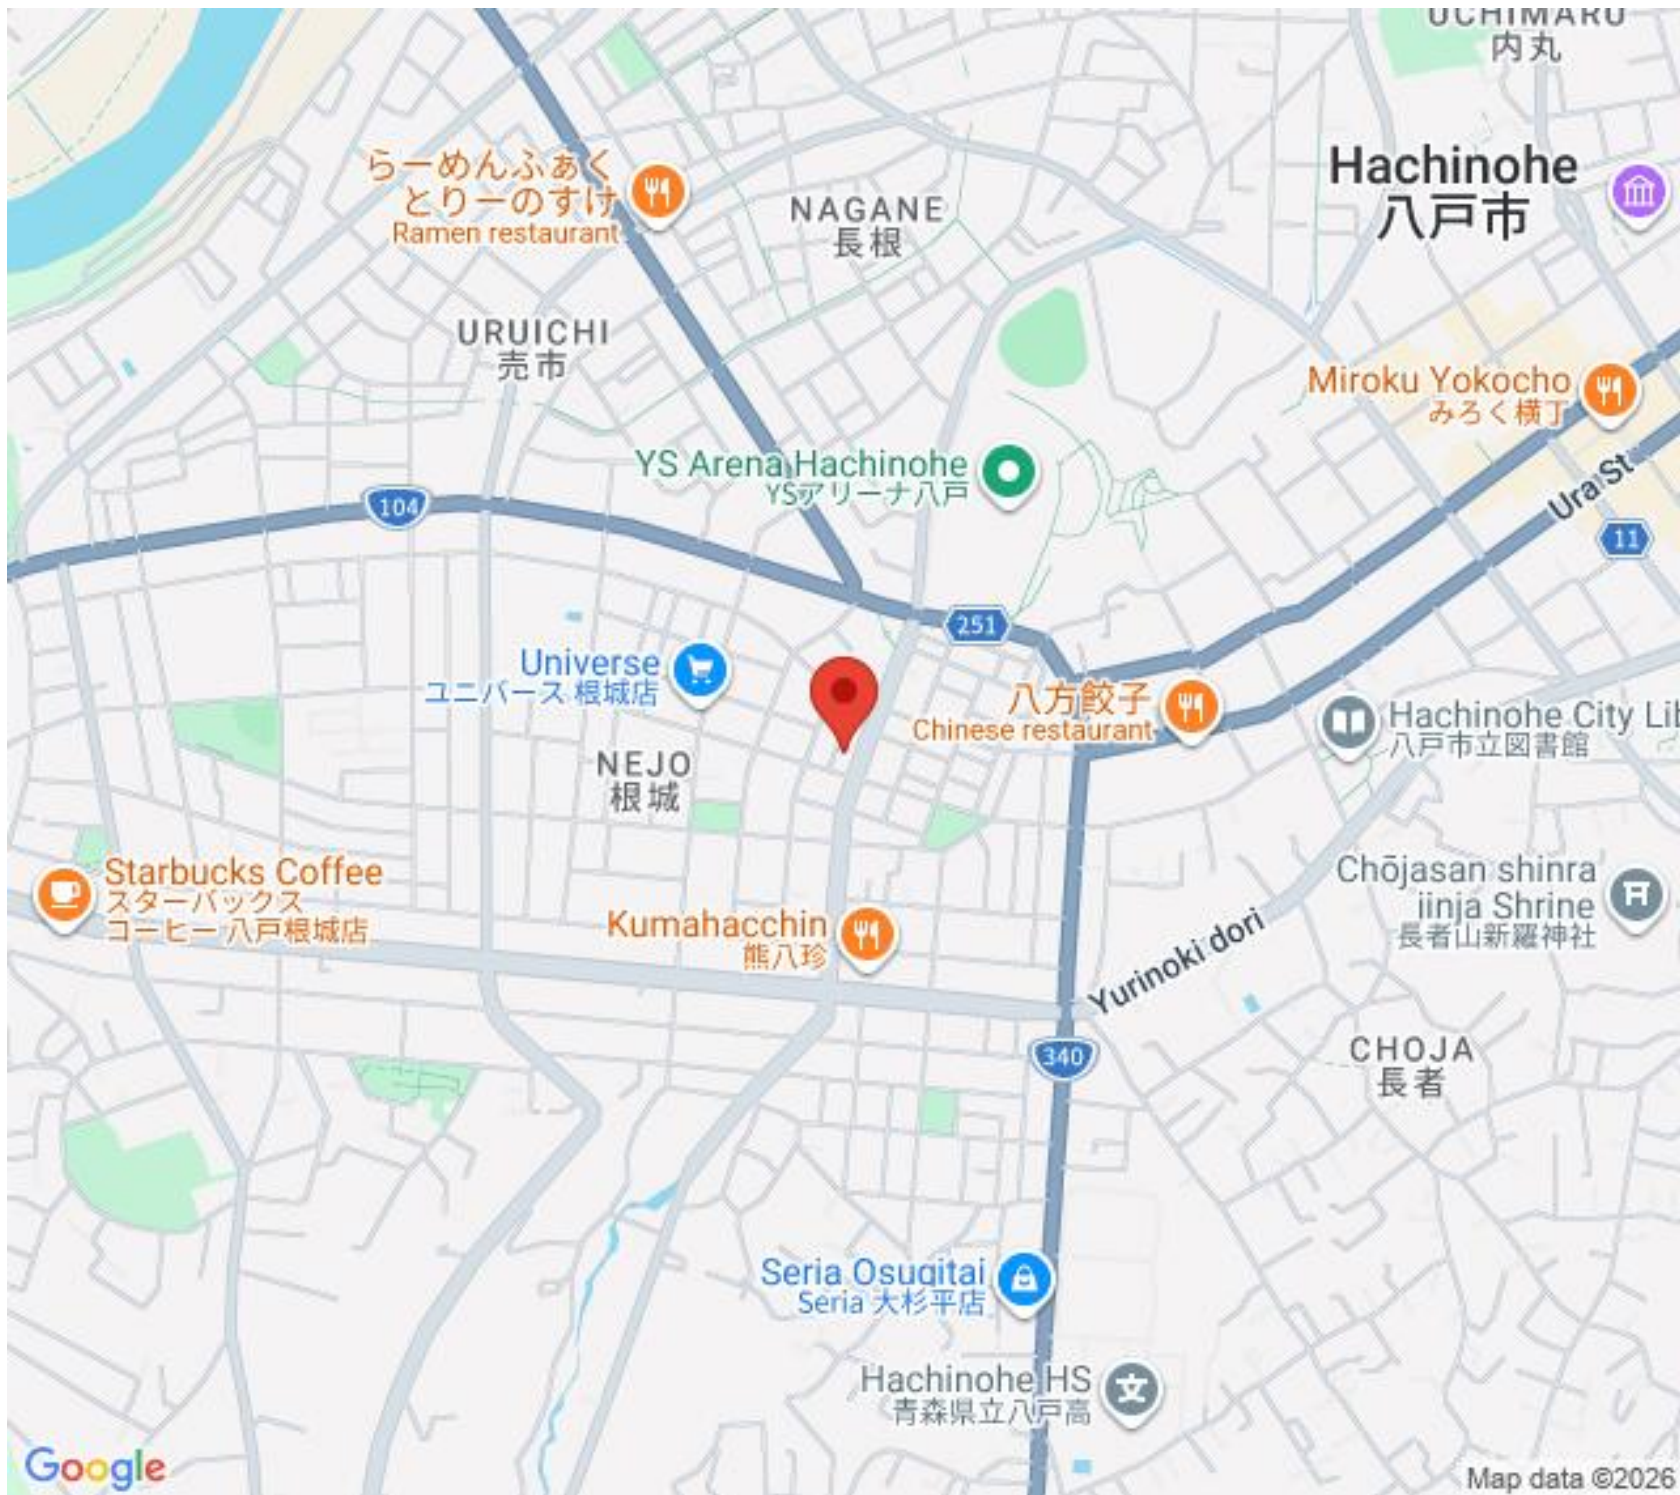 UCHIMARU
内丸
Hachinohe
八戸市
らーめんふぁく
とりーのすけ
Ramen restaurant
NAGANE
長根
URUICHI
売市
Miroku Yokocho
みろく横丁
YS Arena Hachinohe
YSアリーナ八戸
Ura St
104
11
251
Universe
ユニバース 根城店
八方餃子
Chinese restaurant
Hachinohe City Lib
八戸市立図書館
NEJO
根城
Starbucks Coffee
スターバックス
コーヒー 八戸根城店
Kumahacchin
熊八珍
Chōjasan shinra
jinja Shrine
長者山新羅神社
Yurinoki dori
340
CHOJA
長者
Seria Osugitai
Seria 大杉平店
Hachinohe HS
青森県立八戸高
Google
Map data ©2026